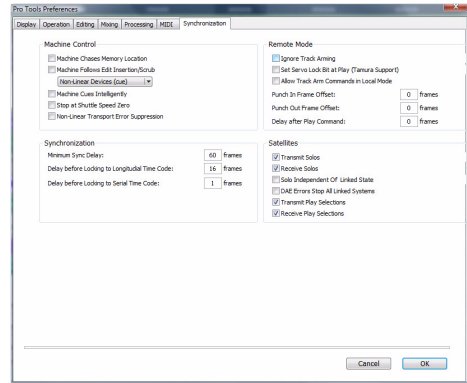 Pro Tools Preferences
Display Operation Editing Mixing Processing MIDI Synchronization
Machine Control
Machine Chases Memory Location
Machine Follows Edit Insertion/Scrub
Non-Linear Devices (cue)
Machine Cues Intelligently
Stop at Shuttle Speed Zero
Non-Linear Transport Error Suppression
Remote Mode
Ignore Track Arming
Set Servo Lock Bit at Play (Tamura Support)
Allow Track Arm Commands in Local Mode
Punch In Frame Offset: 0 frames
Punch Out Frame Offset: 0 frames
Delay after Play Command: 0 frames
Synchronization
Minimum Sync Delay: 60 frames
Delay before Locking to Longitudial Time Code: 16 frames
Delay before Locking to Serial Time Code: 1 frames
Satellites
Transmit Solos
Receive Solos
Solo Independent Of Linked State
DAE Errors Stop All Linked Systems
Transmit Play Selections
Receive Play Selections
Cancel OK